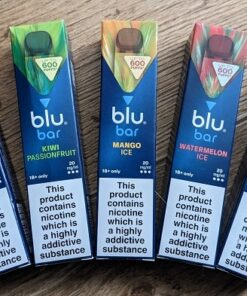 600
PUFFS
blu
bar
KIWI
PASSIONFRUIT
20
mg/ml
18+ only
This
product
contains
nicotine
which is a
highly
addictive
substance
600
PUFFS
blu
bar
MANGO
ICE
20
mg/ml
18+ only
This
product
contains
nicotine
which is a
highly
addictive
substance
600
PUFFS
blu
bar
WATERMELON
ICE
20
mg/ml
18+ only
This
product
contains
nicotine
which is a
highly
addictive
substance